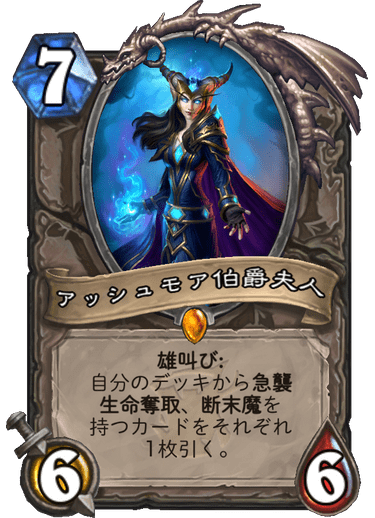 7
アッシュモア伯爵夫人
雄叫び:
自分のデッキから急襲
生命奪取、断末魔を
持つカードをそれぞれ
1枚引く。
6
6